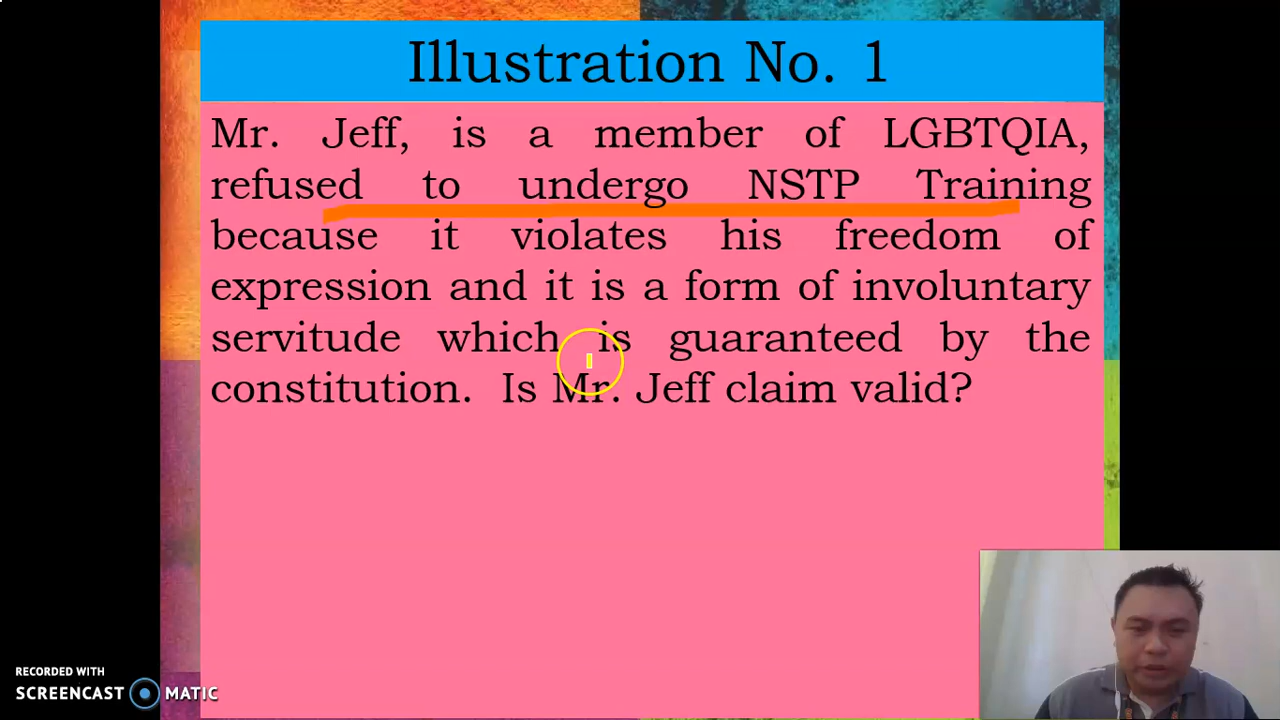 Illustration No. 1
Mr. Jeff, is a member of LGBTQIA,
refused to undergo NSTP Training
because it violates his freedom of
expression and it is a form of involuntary
servitude which is guaranteed by the
constitution. Is Mr. Jeff claim valid?
RECORDED WITH
SCREENCAST MATIC